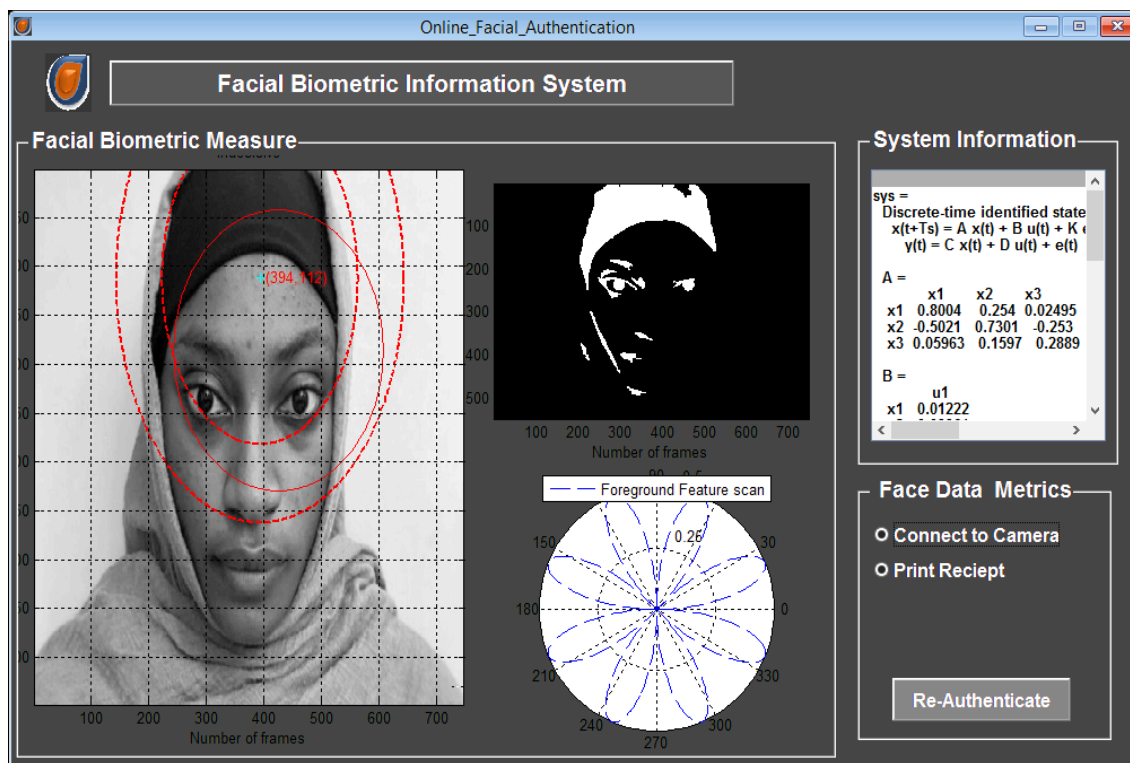 Online_Facial_Authentication
Facial Biometric Information System
Facial Biometric Measure
(394,112)
100 200 300 400 500 600 700
Number of frames
100
200
300
400
500
100 200 300 400 500 600 700
Number of frames
90 0.5
Foreground Feature scan
0.25
150
30
180
0
210
330
240
300
270
System Information
sys =
Discrete-time identified state
x(t+Ts) = A x(t) + B u(t) + K e
y(t) = C x(t) + D u(t) + e(t)
A =
x1 x2 x3
x1 0.8004 0.254 0.02495
x2 -0.5021 0.7301 -0.253
x3 0.05963 0.1597 0.2889
B =
u1
x1 0.01222
Face Data Metrics
Connect to Camera
Print Reciept
Re-Authenticate